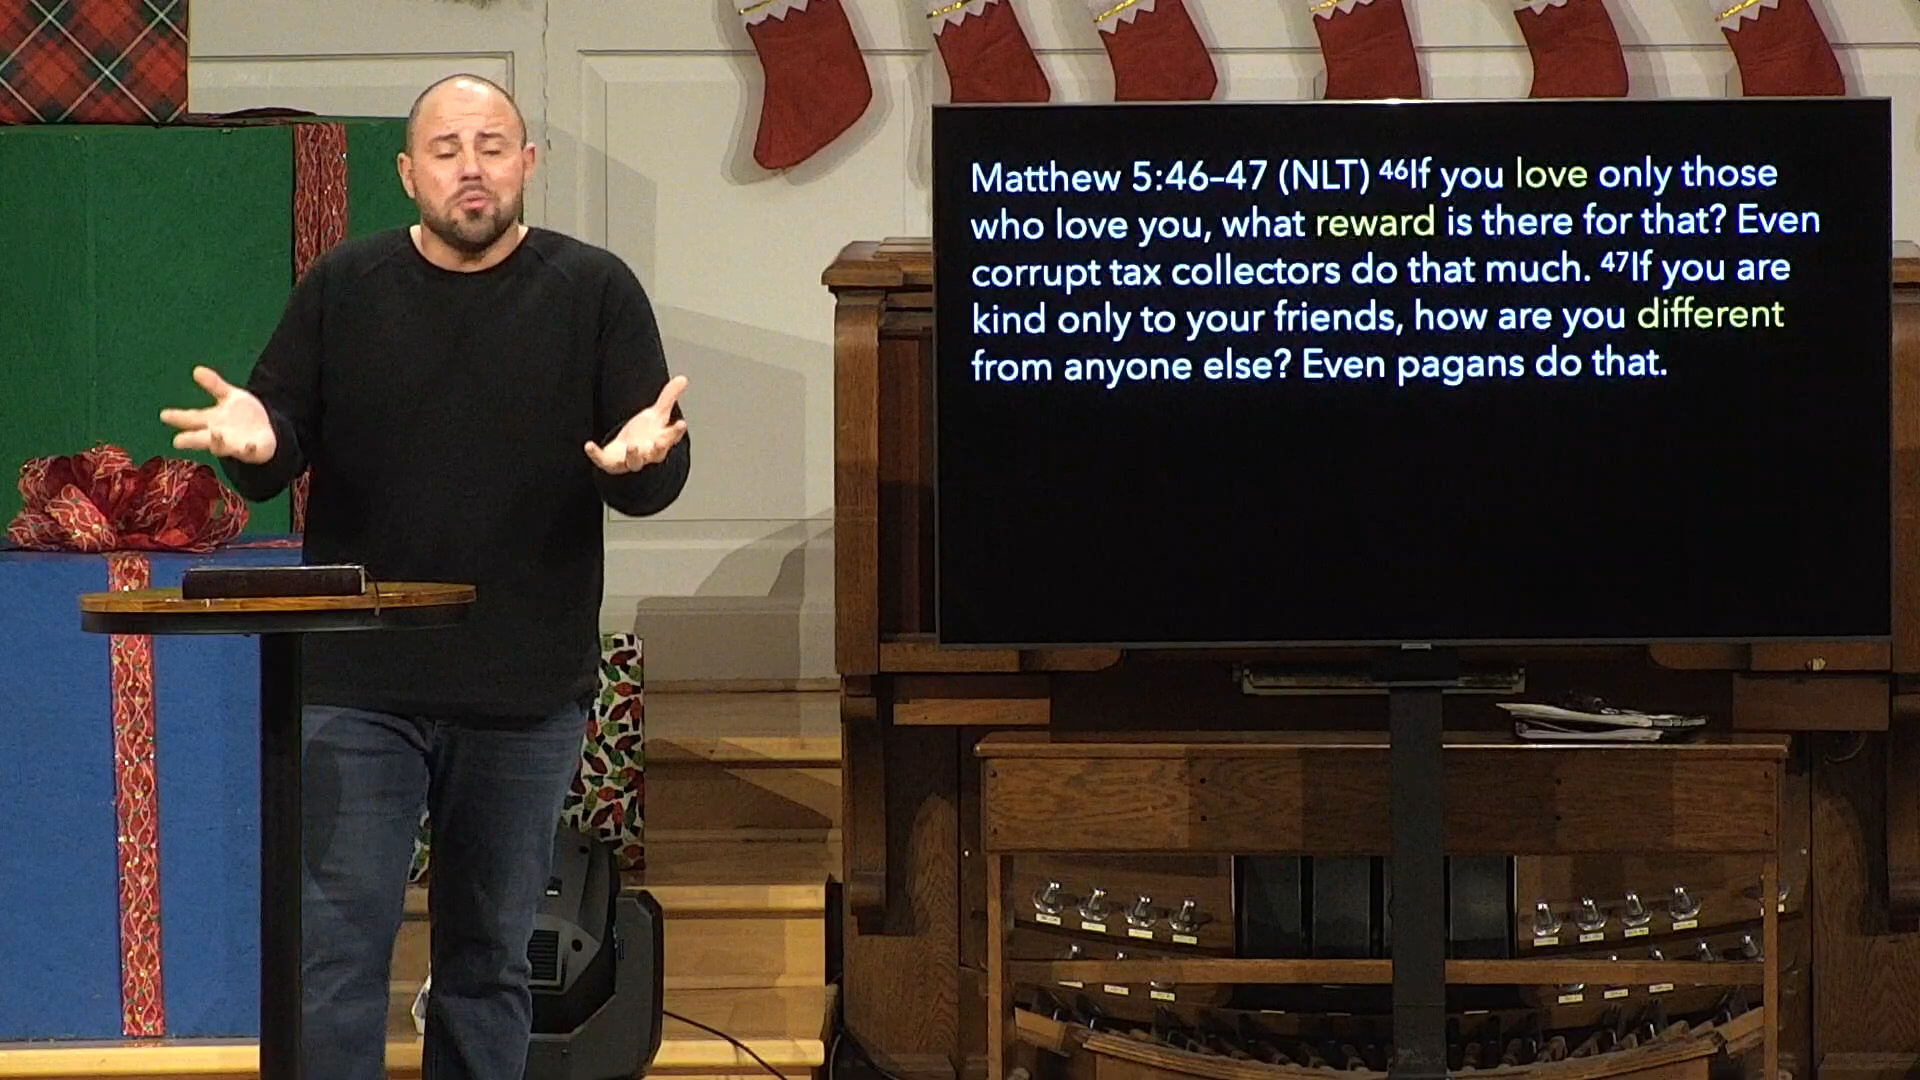 Matthew 5:46–47 (NLT) ⁴⁶If you love only those
who love you, what reward is there for that? Even
corrupt tax collectors do that much. ⁴⁷If you are
kind only to your friends, how are you different
from anyone else? Even pagans do that.